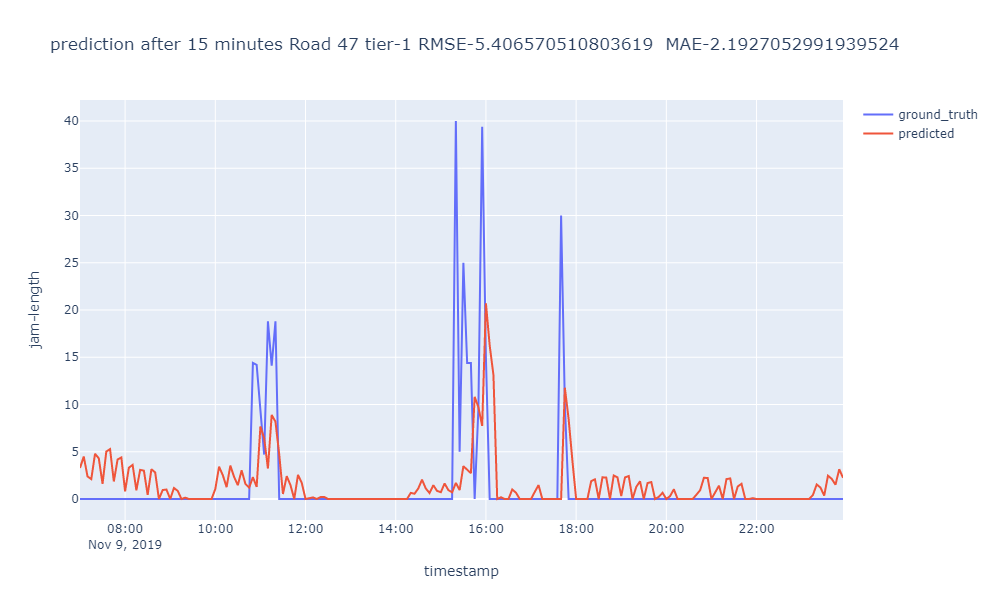 prediction after 15 minutes Road 47 tier-1 RMSE-5.406570510803619  MAE-2.1927052991939524
ground_truth
predicted
40
35
30
25
20
15
10
5
0
jam-length
08:00 10:00 12:00 14:00 16:00 18:00 20:00 22:00
Nov 9, 2019
timestamp